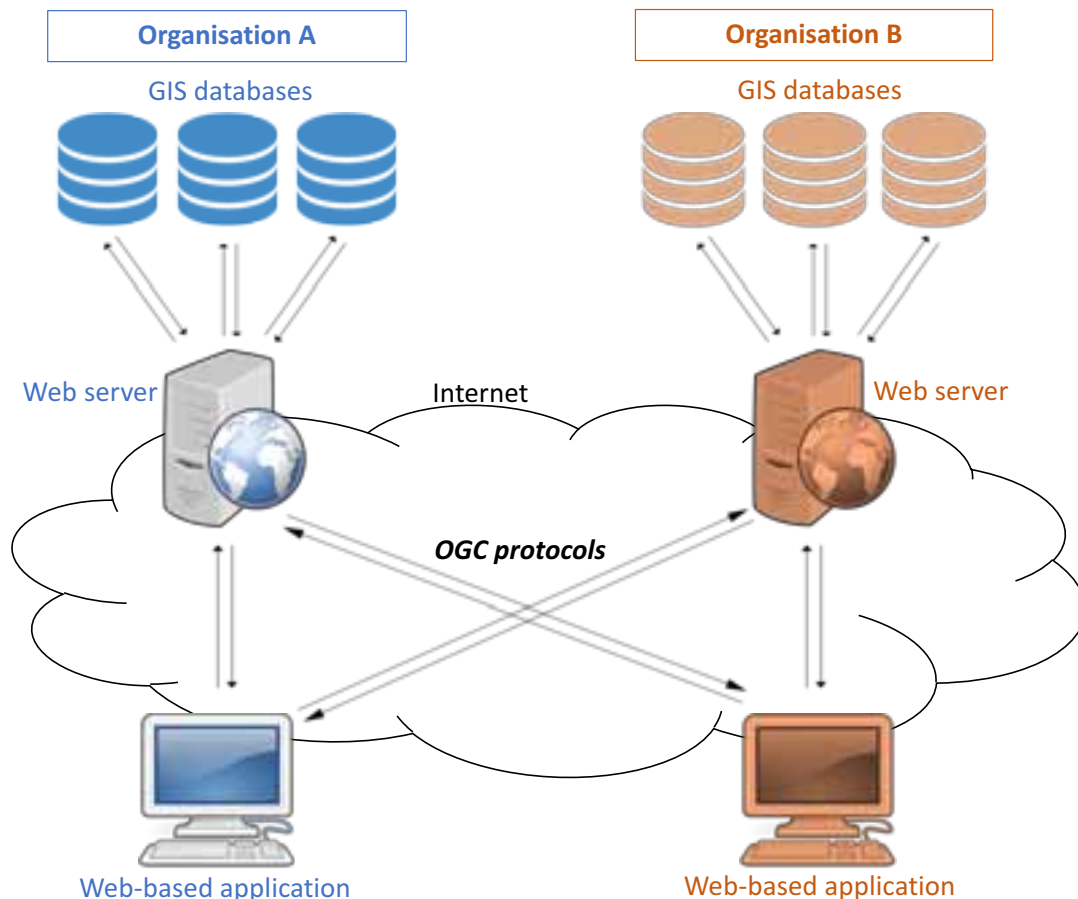 Organisation A
Organisation B
GIS databases
GIS databases
Web server
Internet
Web server
OGC protocols
Web-based application
Web-based application